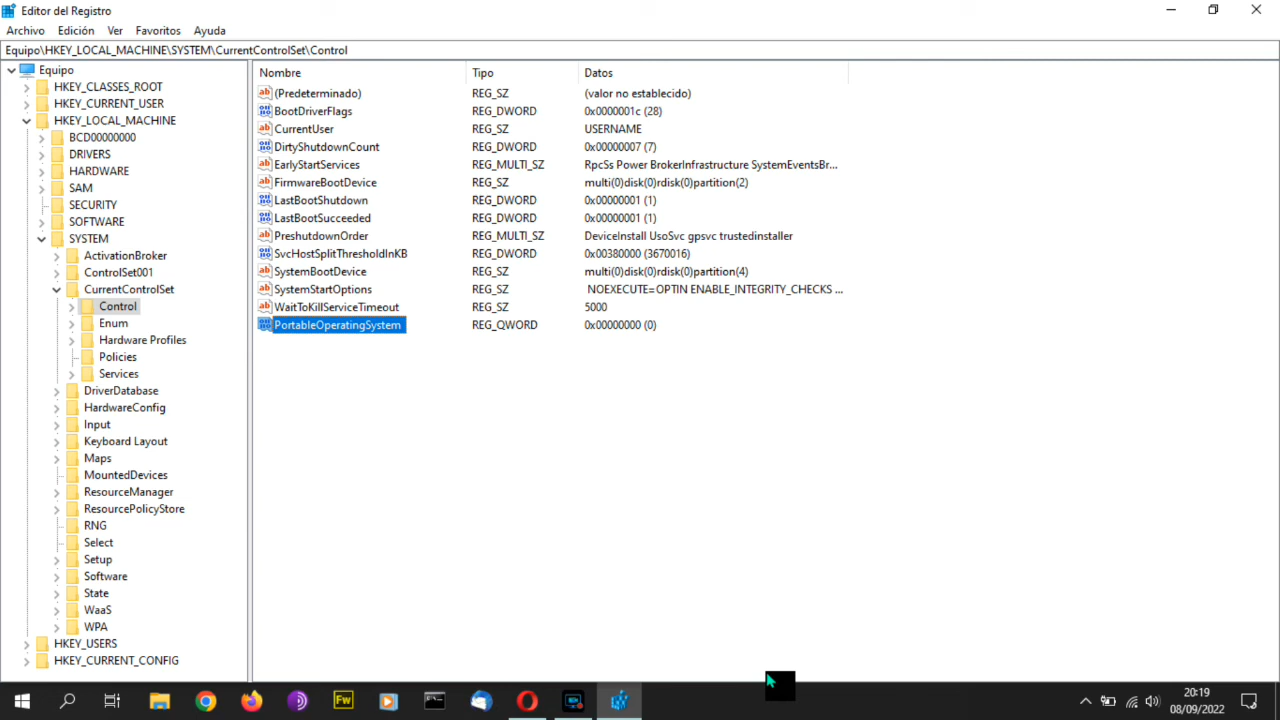 Editor del Registro
Archivo Edición Ver Favoritos Ayuda
Equipo\HKEY_LOCAL_MACHINE\SYSTEM\CurrentControlSet\Control
Equipo
HKEY_CLASSES_ROOT
HKEY_CURRENT_USER
HKEY_LOCAL_MACHINE
BCD00000000
DRIVERS
HARDWARE
SAM
SECURITY
SOFTWARE
SYSTEM
ActivationBroker
ControlSet001
CurrentControlSet
Control
Enum
Hardware Profiles
Policies
Services
DriverDatabase
HardwareConfig
Input
Keyboard Layout
Maps
MountedDevices
ResourceManager
ResourcePolicyStore
RNG
Select
Setup
Software
State
WaaS
WPA
HKEY_USERS
HKEY_CURRENT_CONFIG
Nombre Tipo Datos
(Predeterminado) REG_SZ (valor no establecido)
BootDriverFlags REG_DWORD 0x0000001c (28)
CurrentUser REG_SZ USERNAME
DirtyShutdownCount REG_DWORD 0x00000007 (7)
EarlyStartServices REG_MULTI_SZ RpcSs Power BrokerInfrastructure SystemEventsBr...
FirmwareBootDevice REG_SZ multi(0)disk(0)rdisk(0)partition(2)
LastBootShutdown REG_DWORD 0x00000001 (1)
LastBootSucceeded REG_DWORD 0x00000001 (1)
PreshutdownOrder REG_MULTI_SZ DeviceInstall UsoSvc gpsvc trustedinstaller
SvcHostSplitThresholdInKB REG_DWORD 0x00380000 (3670016)
SystemBootDevice REG_SZ multi(0)disk(0)rdisk(0)partition(4)
SystemStartOptions REG_SZ NOEXECUTE=OPTIN ENABLE_INTEGRITY_CHECKS ...
WaitToKillServiceTimeout REG_SZ 5000
PortableOperatingSystem REG_QWORD 0x00000000 (0)
Fw
20:19
08/09/2022